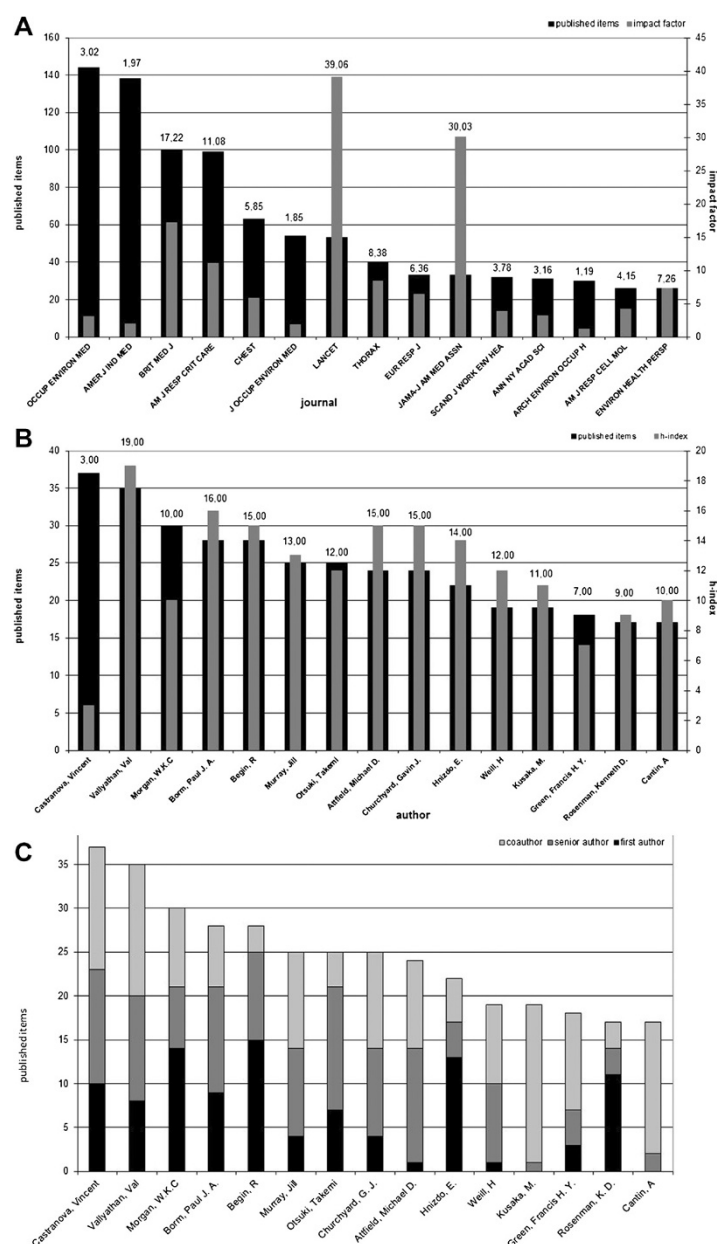 A
published items
impact factor
160
140
120
100
80
60
40
20
0
45
40
35
30
25
20
15
10
5
0
published items
impact factor
3,02
1,97
17,22
11,08
5,85
1,85
39,06
8,38
6,36
30,03
3,78
3,16
1,19
4,15
7,26
OCCUP ENVIRON MED
AMER J IND MED
BRIT MED J
AM J RESP CRIT CARE
CHEST
J OCCUP ENVIRON MED
LANCET
THORAX
EUR RESP J
JAMA-J AM MED ASSN
SCAND J WORK ENV HEA
ANN NY ACAD SCI
ARCH ENVIRON OCCUP H
AM J RESP CELL MOL
ENVIRON HEALTH PERSP
journal
B
published items
h-index
40
35
30
25
20
15
10
5
0
20
18
16
14
12
10
8
6
4
2
0
published items
h-index
3,00
19,00
10,00
16,00
15,00
13,00
12,00
15,00
15,00
14,00
12,00
11,00
7,00
9,00
10,00
Castranova, Vincent
Vallyathan, Val
Morgan, W.K.C
Borm, Paul J. A.
Begin, R
Murray, Jill
Otsuki, Takemi
Attfield, Michael D.
Churchyard, Gavin J.
Hnizdo, E.
Weill, H
Kusaka, M.
Green, Francis H. Y.
Rosenman, Kenneth D.
Cantin, A
author
C
coauthor
senior author
first author
35
30
25
20
15
10
5
0
published items
Castranova, Vincent
Vallyathan, Val
Morgan, W.K.C
Borm, Paul J. A.
Begin, R
Murray, Jill
Otsuki, Takemi
Churchyard, G. J.
Attfield, Michael D.
Hnizdo, E.
Weill, H
Kusaka, M.
Green, Francis H. Y.
Rosenman, K. D.
Cantin, A